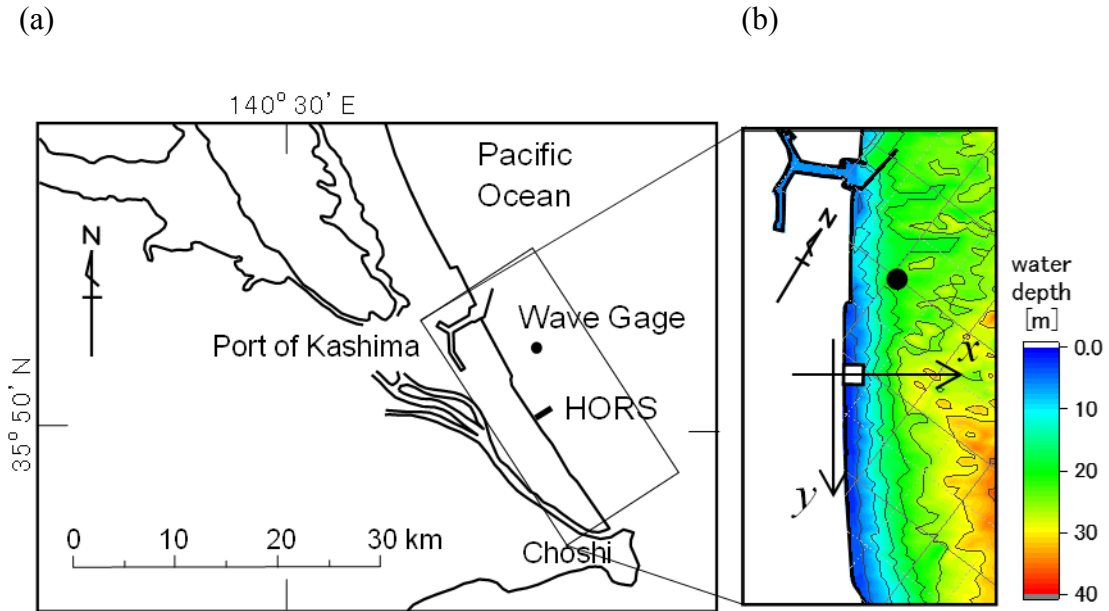 (a)
(b)
140° 30' E
Pacific
Ocean
N
Wave Gage
Port of Kashima
HORS
35° 50' N
0 10 20 30 km
Choshi
N
x
y
water
depth
[m]
0.0
10
20
30
40